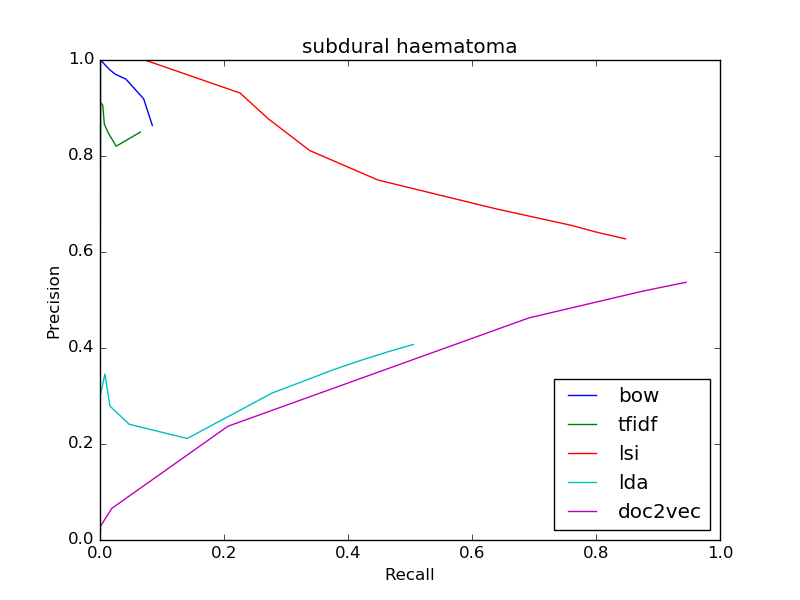 subdural haematoma
1.0
0.8
0.6
0.4
0.2
0.0
Precision
0.0 0.2 0.4 0.6 0.8 1.0
Recall
bow
tfidf
lsi
lda
doc2vec